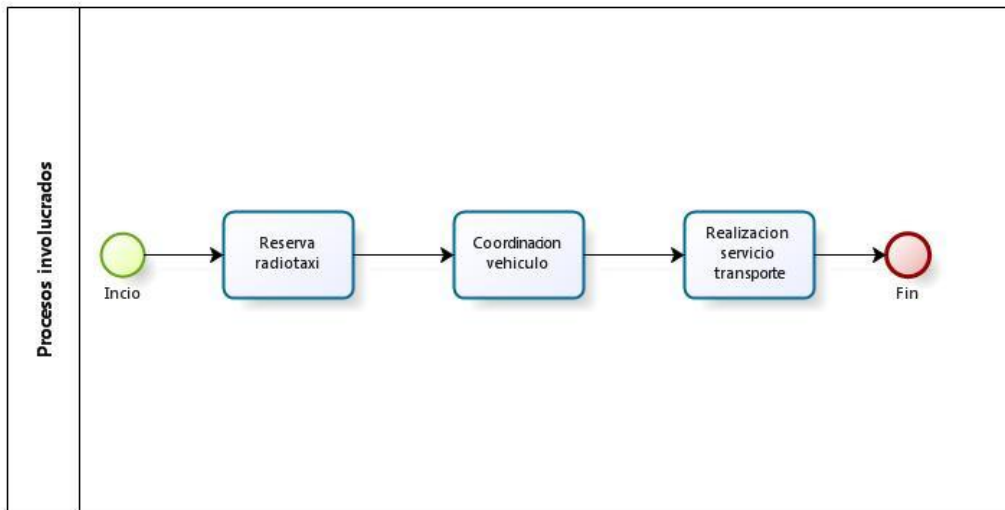 Procesos involucrados
Incio
Reserva
radiotaxi
Coordinacion
vehiculo
Realizacion
servicio
transporte
Fin